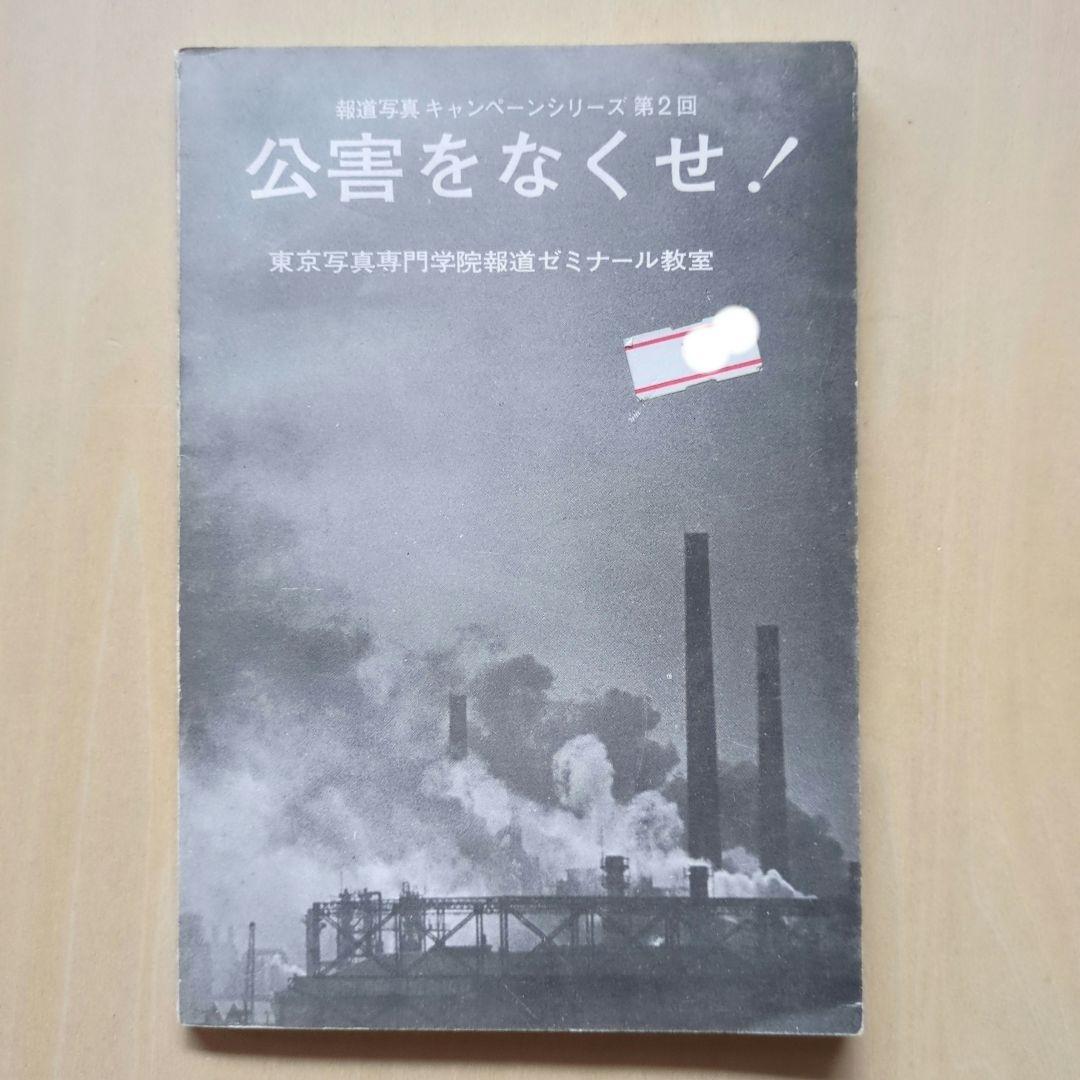 報道写真 キャンペーンシリーズ 第2回
公害をなくせ!
東京写真専門学院報道ゼミナール教室